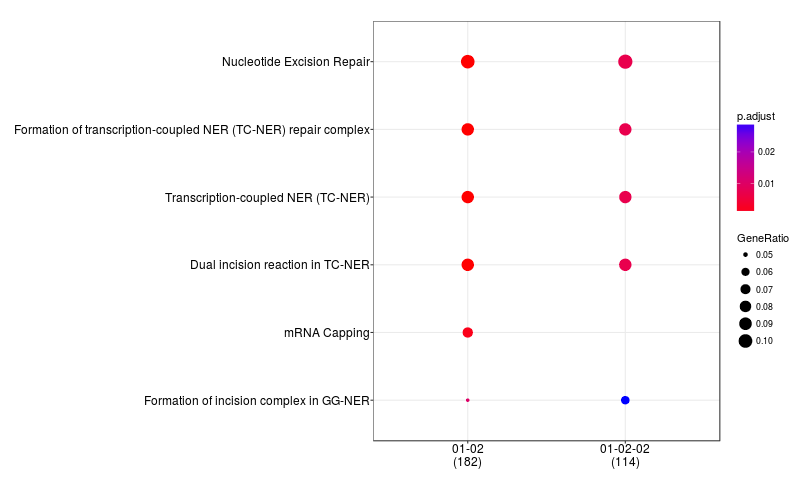 Nucleotide Excision Repair
Formation of transcription-coupled NER (TC-NER) repair complex
Transcription-coupled NER (TC-NER)
Dual incision reaction in TC-NER
mRNA Capping
Formation of incision complex in GG-NER
01-02
(182)
01-02-02
(114)
p.adjust
0.02
0.01
GeneRatio
0.05
0.06
0.07
0.08
0.09
0.10